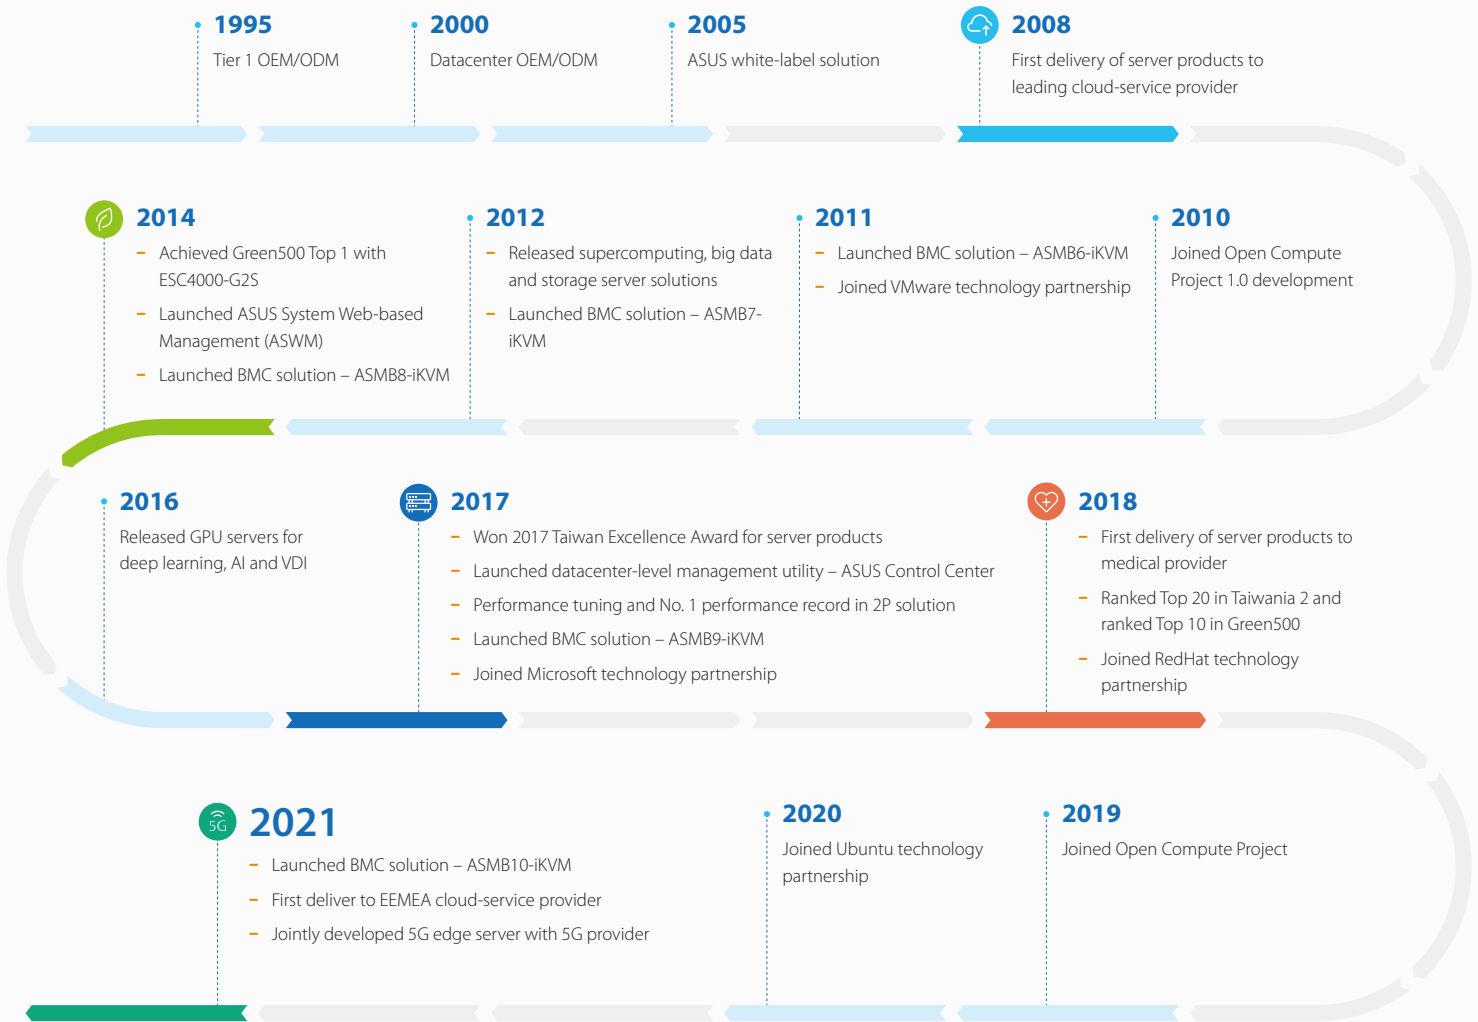 1995
Tier 1 OEM/ODM
2000
Datacenter OEM/ODM
2005
ASUS white-label solution
2008
First delivery of server products to
leading cloud-service provider
2014
– Achieved Green500 Top 1 with
ESC4000-G2S
– Launched ASUS System Web-based
Management (ASWM)
– Launched BMC solution – ASMB8-iKVM
2012
– Released supercomputing, big data
and storage server solutions
– Launched BMC solution – ASMB7-
iKVM
2011
– Launched BMC solution – ASMB6-iKVM
– Joined VMware technology partnership
2010
Joined Open Compute
Project 1.0 development
2016
Released GPU servers for
deep learning, AI and VDI
2017
– Won 2017 Taiwan Excellence Award for server products
– Launched datacenter-level management utility – ASUS Control Center
– Performance tuning and No. 1 performance record in 2P solution
– Launched BMC solution – ASMB9-iKVM
– Joined Microsoft technology partnership
2018
– First delivery of server products to
medical provider
– Ranked Top 20 in Taiwania 2 and
ranked Top 10 in Green500
– Joined RedHat technology
partnership
5G
2021
– Launched BMC solution – ASMB10-iKVM
– First deliver to EEMEA cloud-service provider
– Jointly developed 5G edge server with 5G provider
2020
Joined Ubuntu technology
partnership
2019
Joined Open Compute Project